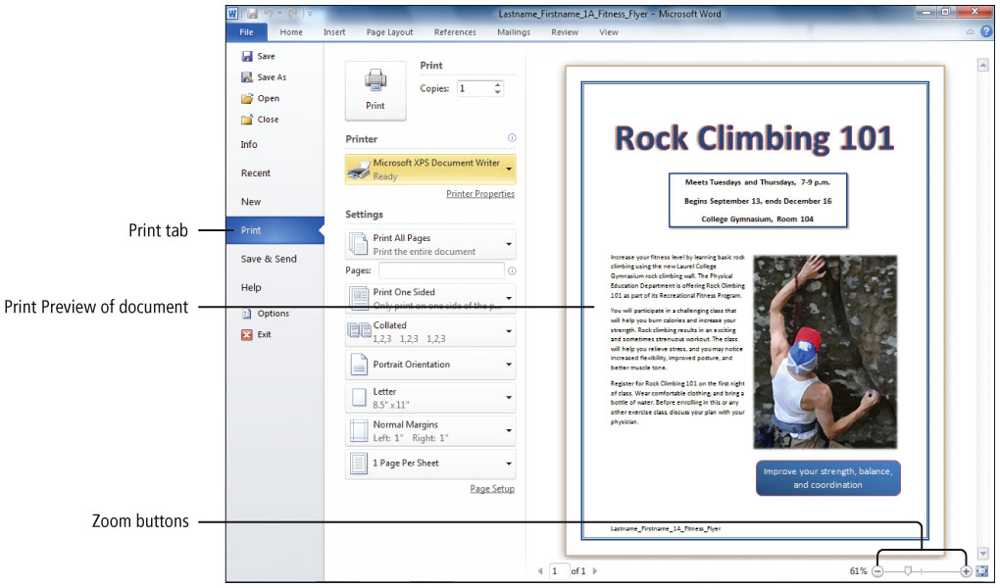 Lastname_Firstname_1A_Fitness_Flyer - Microsoft Word
File Home Insert Page Layout References Mailings Review View
Save
Save As
Open
Close
Info
Recent
New
Print
Save & Send
Help
Options
Exit
Print tab
Print Preview of document
Zoom buttons
Print
Print
Copies: 1
Printer
Microsoft XPS Document Writer
Ready
Printer Properties
Settings
Print All Pages
Print the entire document
Pages:
Print One Sided
Only print on one side of the p...
Collated
1,2,3 1,2,3 1,2,3
Portrait Orientation
Letter
8.5" x 11"
Normal Margins
Left: 1" Right: 1"
1 Page Per Sheet
Page Setup
Rock Climbing 101
Meets Tuesdays and Thursdays, 7-9 p.m.
Begins September 13, ends December 16
College Gymnasium, Room 104
Increase your fitness level by learning basic rock
climbing using the new Laurel College
Gymnasium rock climbing wall. The Physical
Education Department is offering Rock Climbing
101 as part of its Recreational Fitness Program.
You will participate in a challenging class that
will help you burn calories and increase your
strength. Rock climbing results in an exciting
and sometimes strenuous workout. The class
will help you relieve stress, and you may notice
increased flexibility, improved posture, and
better muscle tone.
Register for Rock Climbing 101 on the first night
of class. Wear comfortable clothing, and bring a
bottle of water. Before enrolling in this or any
other exercise class, discuss your plan with your
physician.
Improve your strength, balance,
and coordination
Lastname_Firstname_1A_Fitness_Flyer
1 of 1
61%